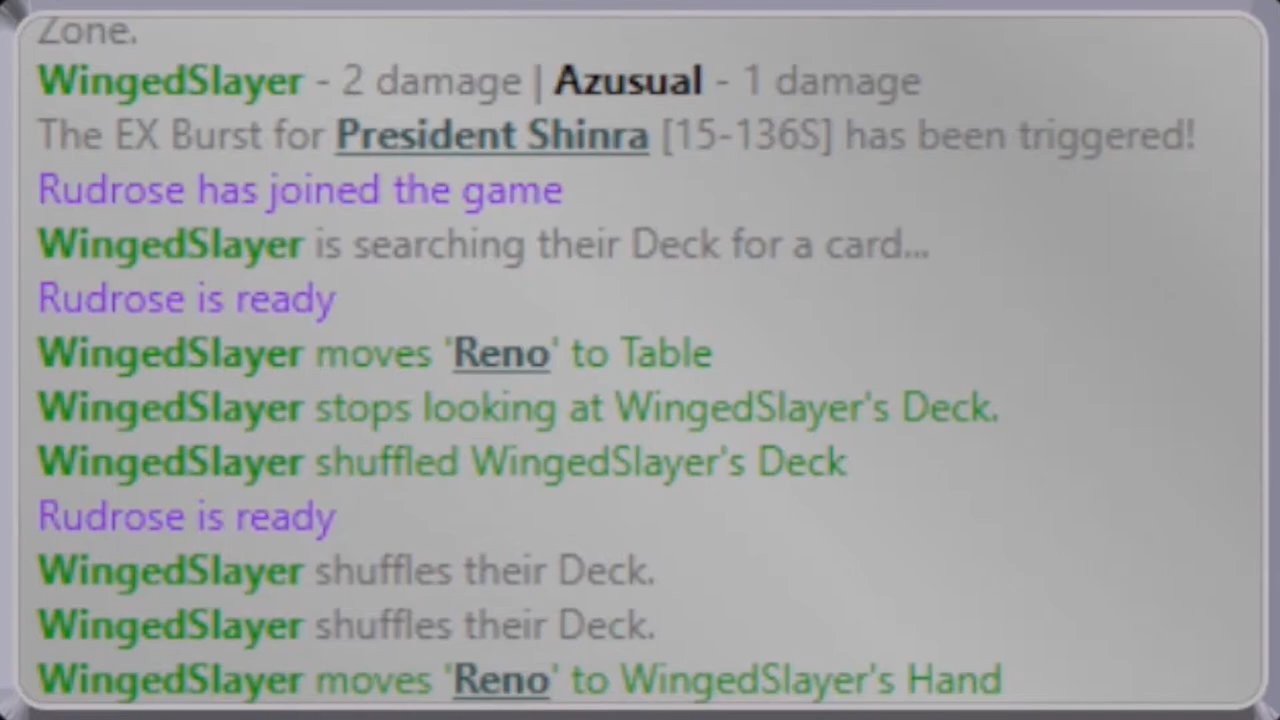 Zone.
WingedSlayer - 2 damage | Azusual - 1 damage
The EX Burst for President Shinra [15-136S] has been triggered!
Rudrose has joined the game
WingedSlayer is searching their Deck for a card...
Rudrose is ready
WingedSlayer moves 'Reno' to Table
WingedSlayer stops looking at WingedSlayer's Deck.
WingedSlayer shuffled WingedSlayer's Deck
Rudrose is ready
WingedSlayer shuffles their Deck.
WingedSlayer shuffles their Deck.
WingedSlayer moves 'Reno' to WingedSlayer's Hand